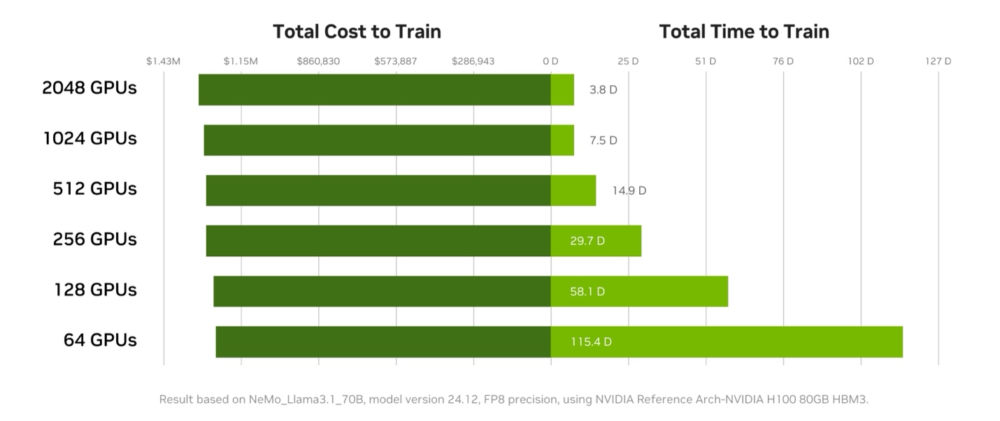 Total Cost to Train
Total Time to Train
$1.43M $1.15M $860,830 $573,887 $286,943 0 D 25 D 51 D 76 D 102 D 127 D
2048 GPUs 3.8 D
1024 GPUs 7.5 D
512 GPUs 14.9 D
256 GPUs 29.7 D
128 GPUs 58.1 D
64 GPUs 115.4 D
Result based on NeMo_Llama3.1_70B, model version 24.12, FP8 precision, using NVIDIA Reference Arch-NVIDIA H100 80GB HBM3.